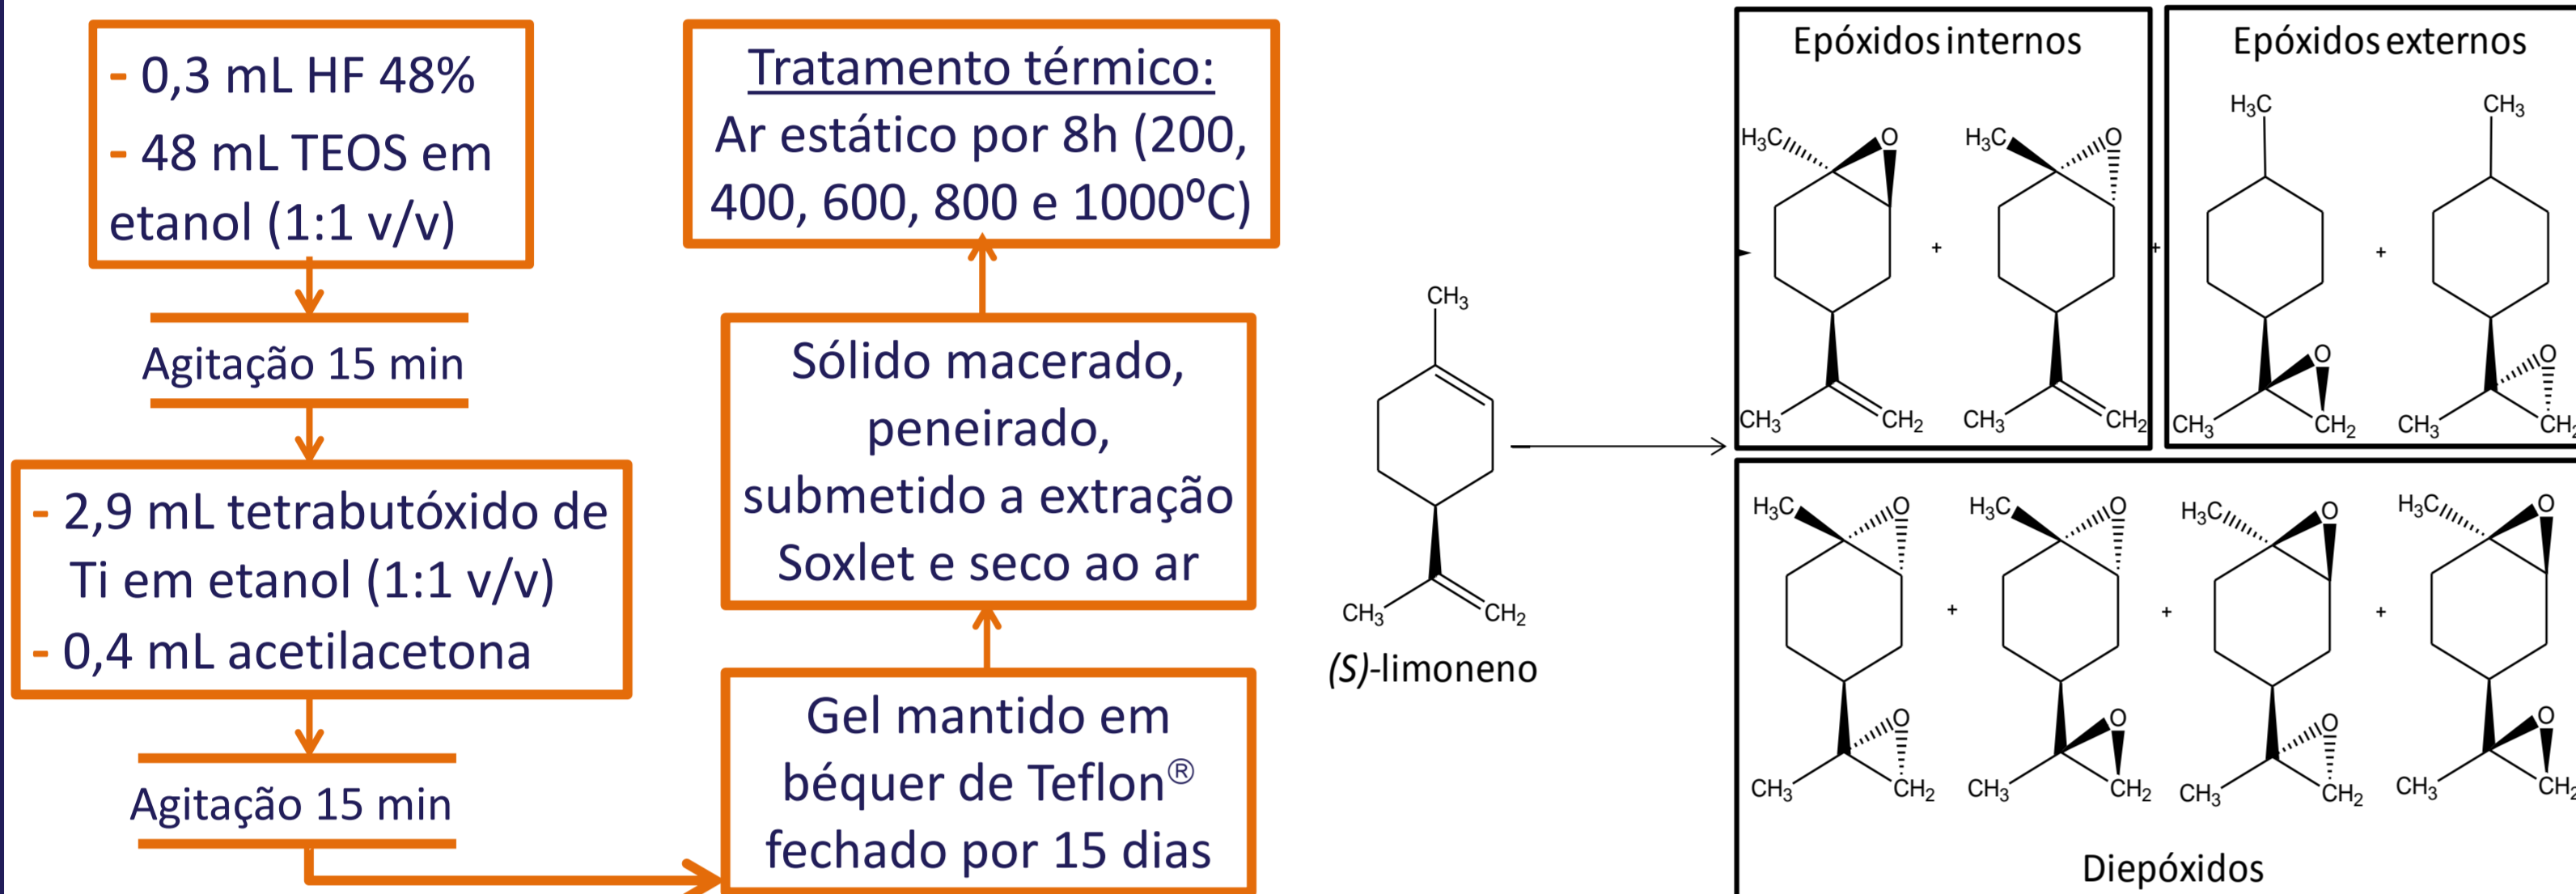 - 0,3 mL HF 48%
- 48 mL TEOS em
etanol (1:1 v/v)
Agitação 15 min
- 2,9 mL tetrabutóxido de
Ti em etanol (1:1 v/v)
- 0,4 mL acetilacetona
Agitação 15 min
Gel mantido em
béquer de Teflon®
fechado por 15 dias
Sólido macerado,
peneirado,
submetido a extração
Soxlet e seco ao ar
Tratamento térmico:
Ar estático por 8h (200,
400, 600, 800 e 1000⁰C)
CH₃
CH₃ CH₂
(S)-limoneno
Epóxidos internos
H₃C O H₃C O
+
CH₃ CH₂ CH₃ CH₂
+
Epóxidos externos
H₃C CH₃
+
O O
CH₃ CH₂ CH₃ CH₂
H₃C O H₃C O H₃C O H₃C O
+ + +
O O O O
CH₃ CH₂ CH₃ CH₂ CH₃ CH₂ CH₃ CH₂
Diepóxidos